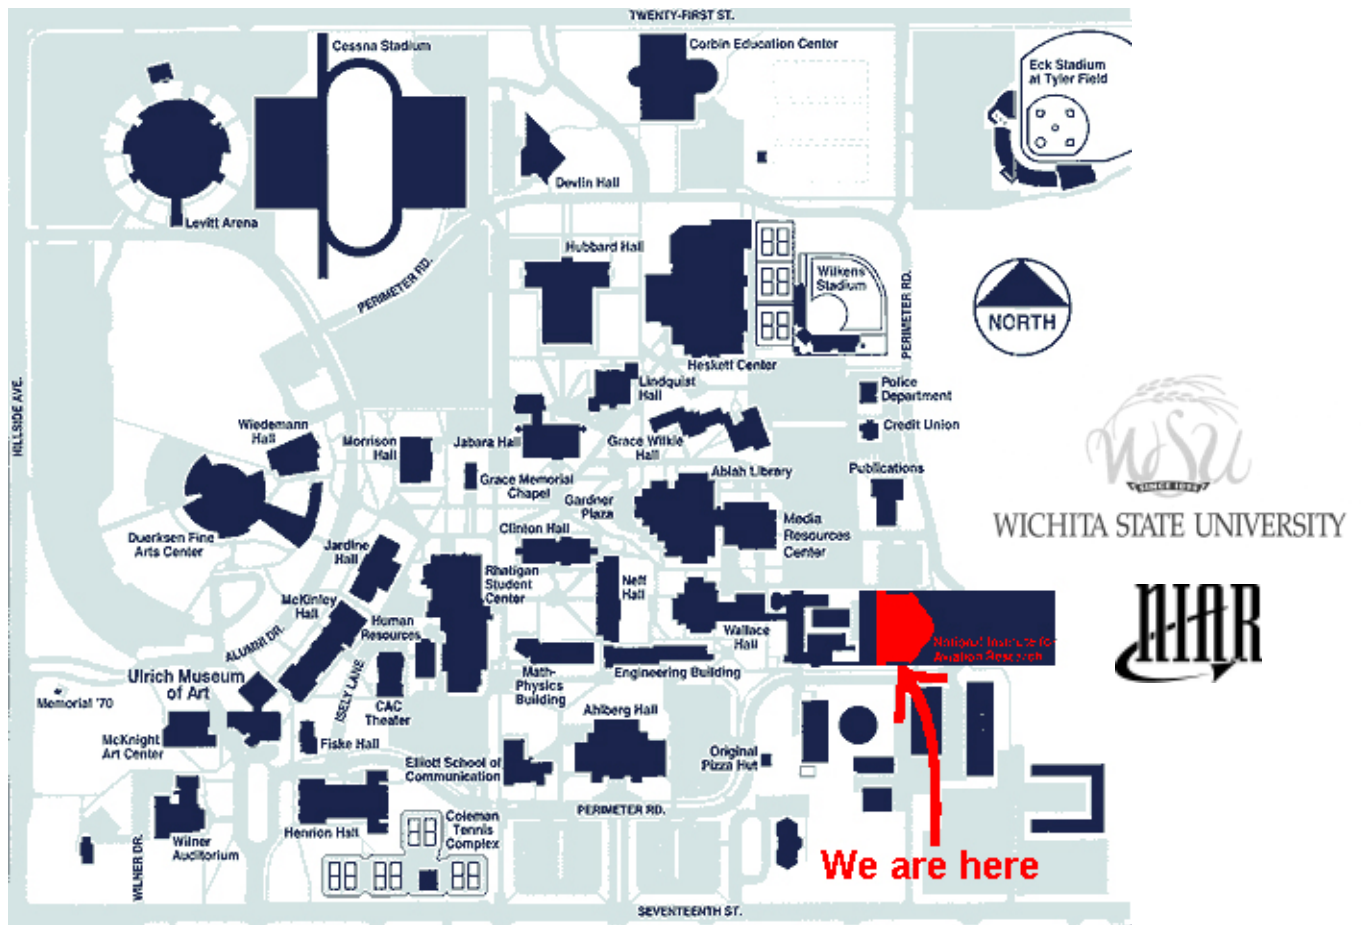 TWENTY-FIRST ST.
Cessna Stadium
Corbin Education Center
Eck Stadium
at Tyler Field
Devlin Hall
Levitt Arena
Hubbard Hall
PERIMETER RD.
Wilkens
Stadium
PERIMETER RD.
NORTH
Heskett Center
Lindquist
Hall
Police
Department
HILLSIDE AVE.
Wiedemann
Hall
Morrison
Hall
Jabara Hall
Grace Wilkie
Hall
Credit Union
WSU
SINCE 1895
WICHITA STATE UNIVERSITY
Grace Memorial
Chapel
Ablah Library
Publications
Gardner
Plaza
Clinton Hall
Media
Resources
Center
Duerksen Fine
Arts Center
Jardine
Hall
Rhatigan
Student
Center
Neff
Hall
McKinley
Hall
Human
Resources
Wallace
Hall
National Institute for
Aviation Research
NIAR
ALUMNI DR.
Ulrich Museum
of Art
ISELY LANE
Math-
Physics
Building
Engineering Building
Memorial '70
CAC
Theater
Ahlberg Hall
McKnight
Art Center
Fiske Hall
Elliott School of
Communication
Original
Pizza Hut
PERIMETER RD.
Henrion Hall
Coleman
Tennis
Complex
Wilner
Auditorium
WILNER DR.
We are here
SEVENTEENTH ST.